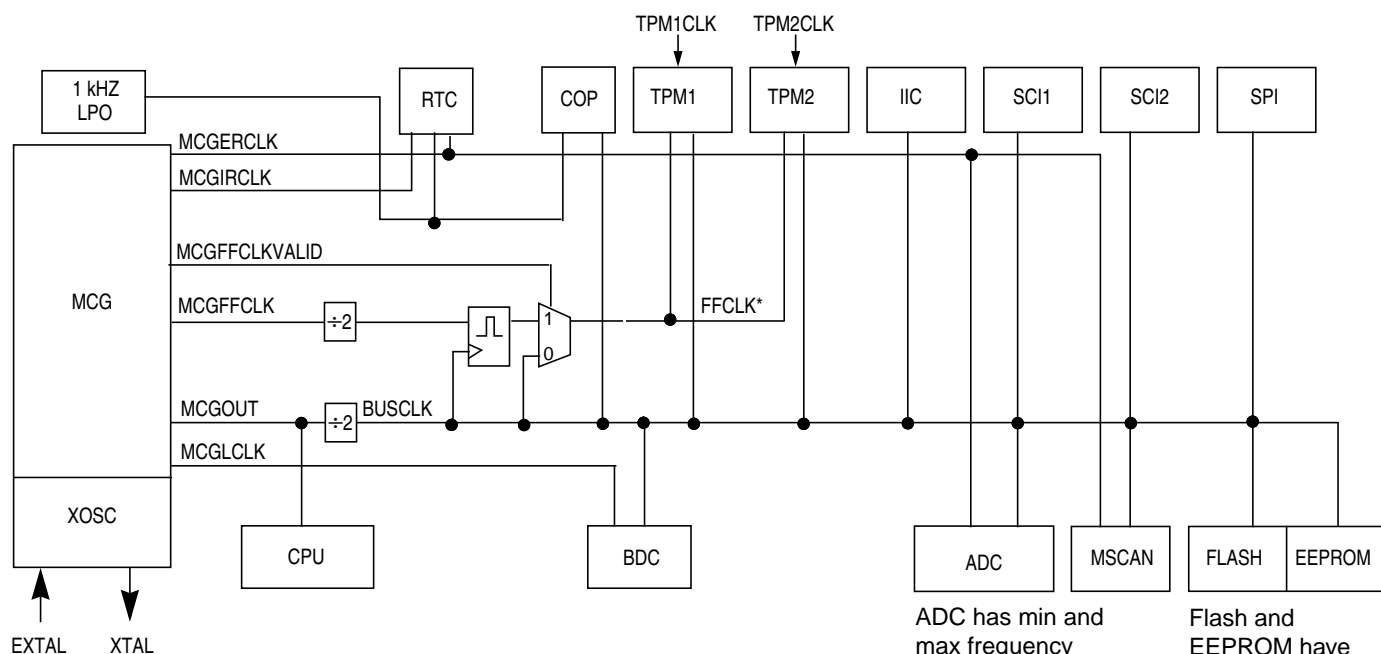 TPM1CLK TPM2CLK
1 kHZ
LPO
RTC
COP
TPM1
TPM2
IIC
SCI1
SCI2
SPI
MCGERCLK
MCGIRCLK
MCGFFCLKVALID
MCG
MCGFFCLK
÷2
1
0
FFCLK*
MCGOUT
÷2
BUSCLK
MCGLCLK
XOSC
CPU
BDC
ADC
MSCAN
FLASH
EEPROM
EXTAL
XTAL
ADC has min and
max frequency
Flash and
EEPROM have